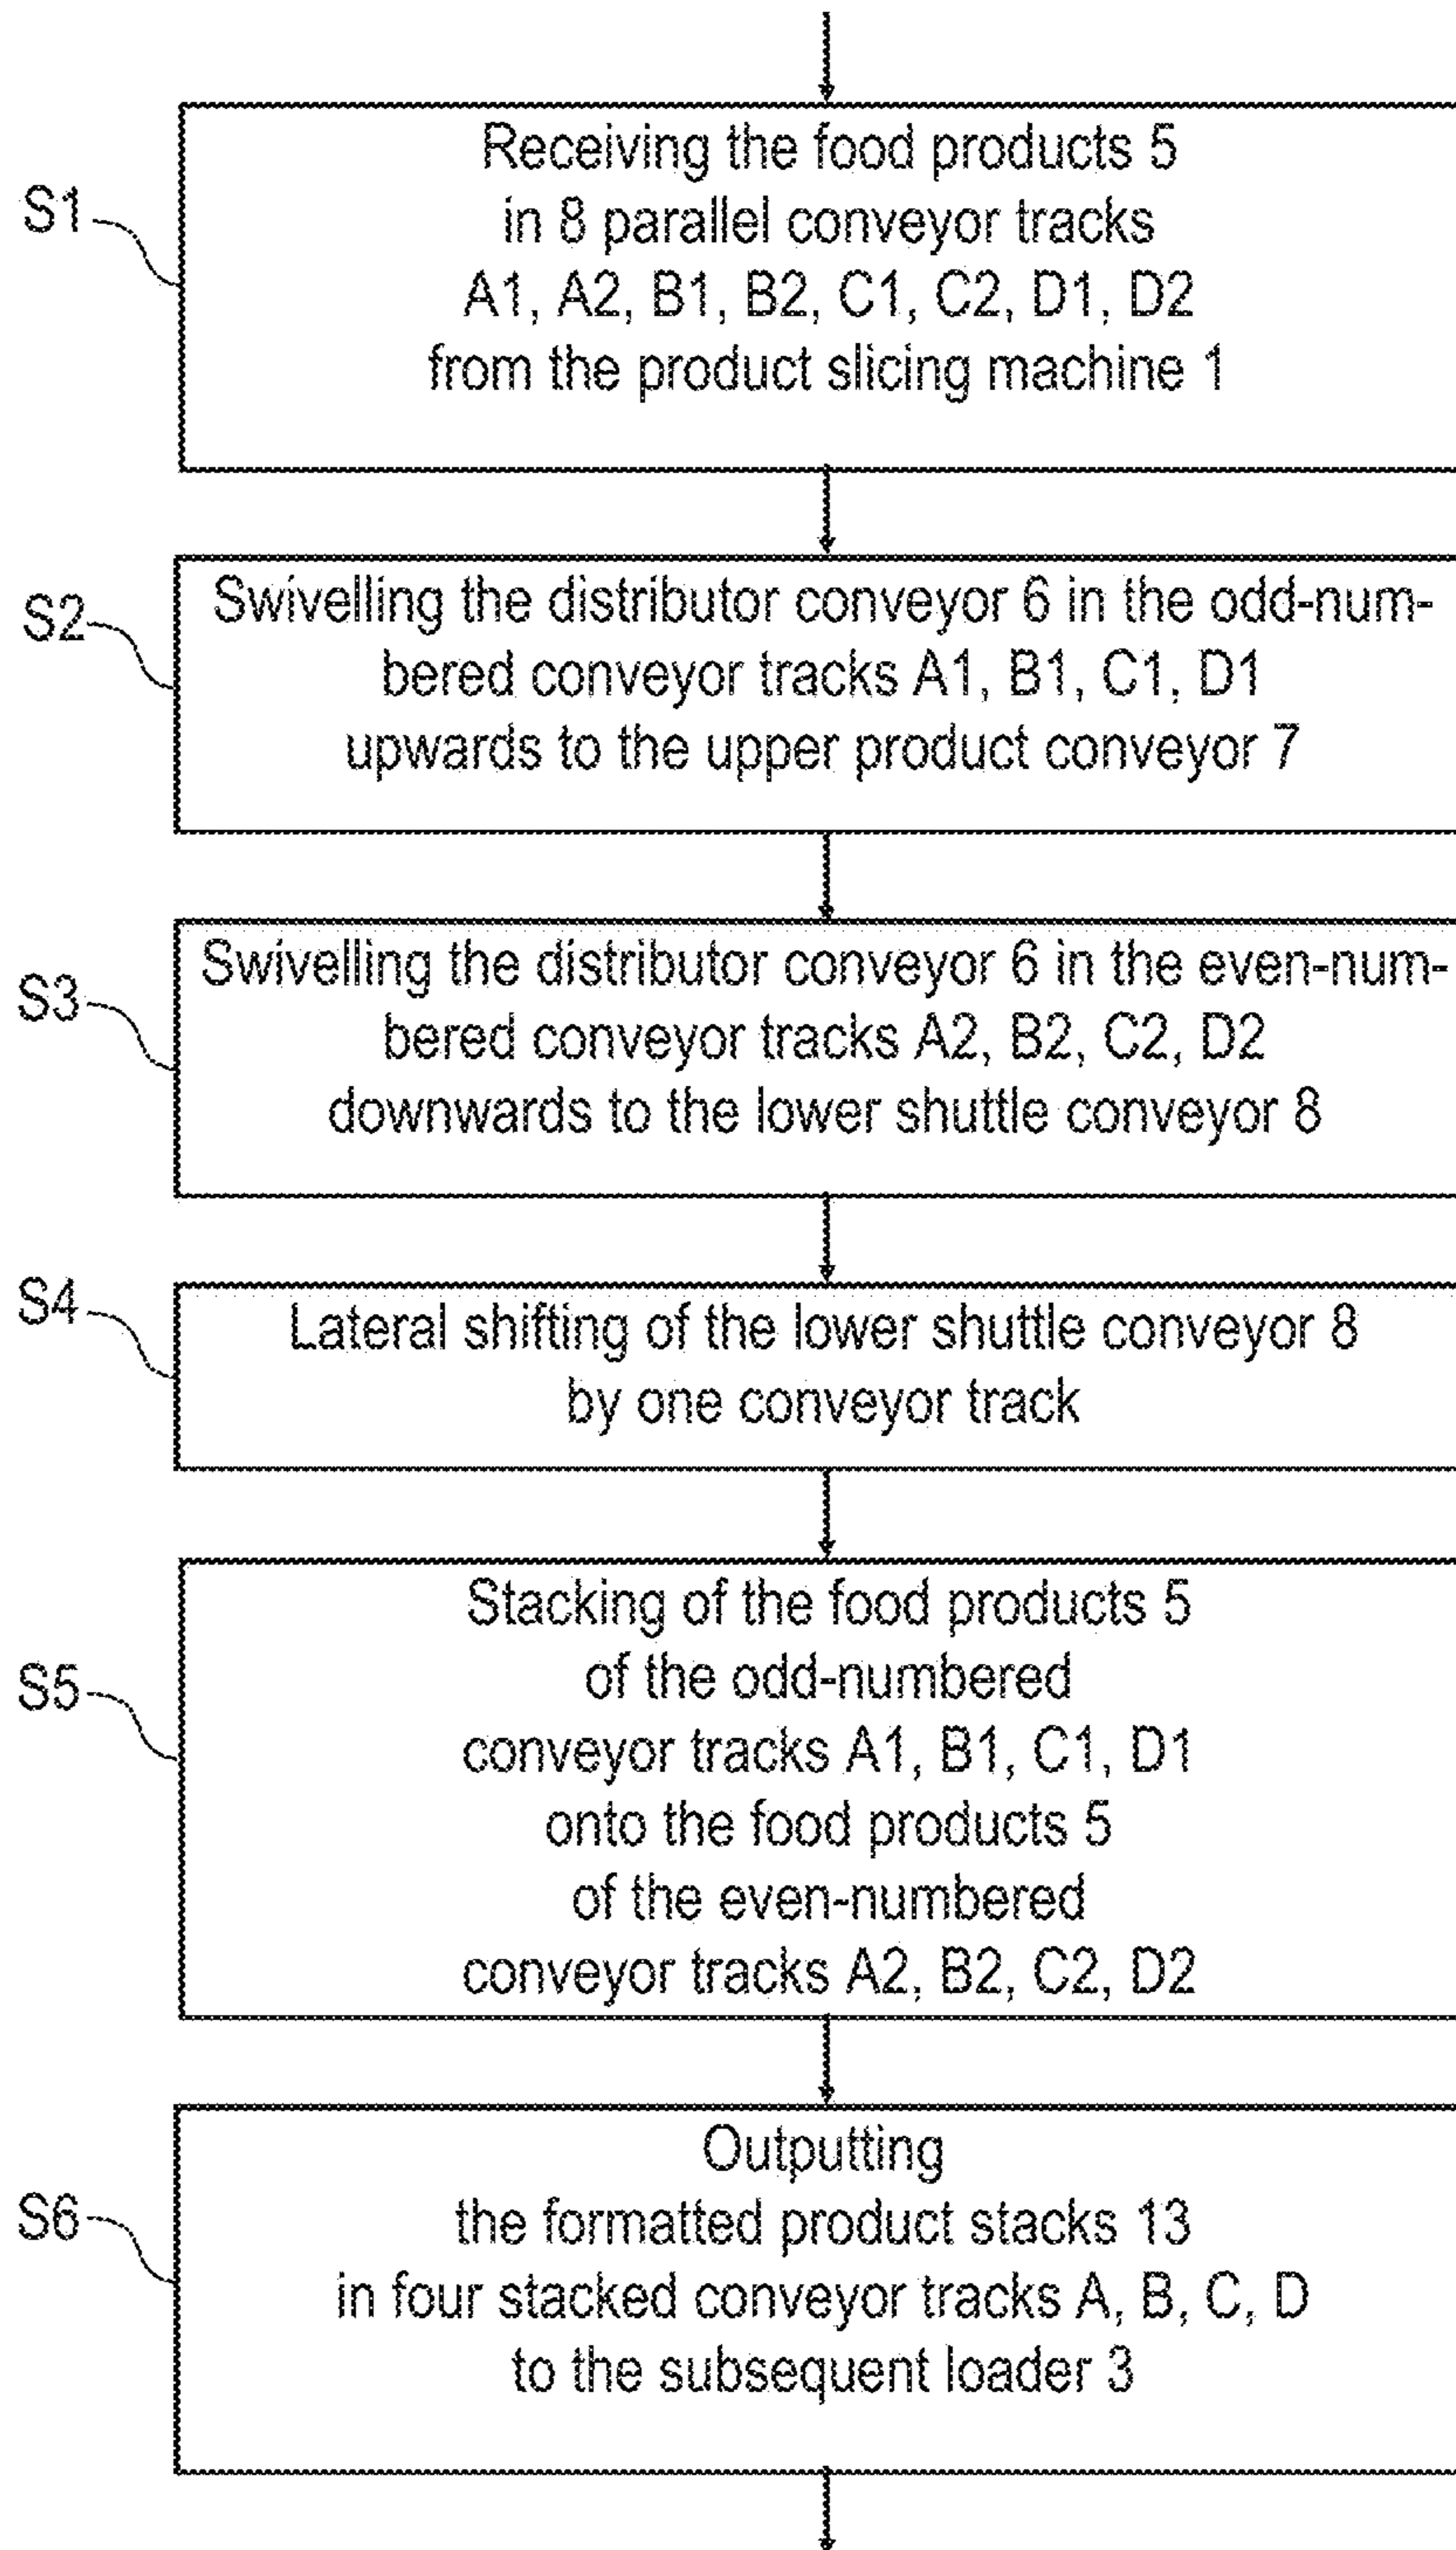 S1
Receiving the food products 5
in 8 parallel conveyor tracks
A1, A2, B1, B2, C1, C2, D1, D2
from the product slicing machine 1
S2
Swivelling the distributor conveyor 6 in the odd-num-
bered conveyor tracks A1, B1, C1, D1
upwards to the upper product conveyor 7
S3
Swivelling the distributor conveyor 6 in the even-num-
bered conveyor tracks A2, B2, C2, D2
downwards to the lower shuttle conveyor 8
S4
Lateral shifting of the lower shuttle conveyor 8
by one conveyor track
S5
Stacking of the food products 5
of the odd-numbered
conveyor tracks A1, B1, C1, D1
onto the food products 5
of the even-numbered
conveyor tracks A2, B2, C2, D2
S6
Outputting
the formatted product stacks 13
in four stacked conveyor tracks A, B, C, D
to the subsequent loader 3